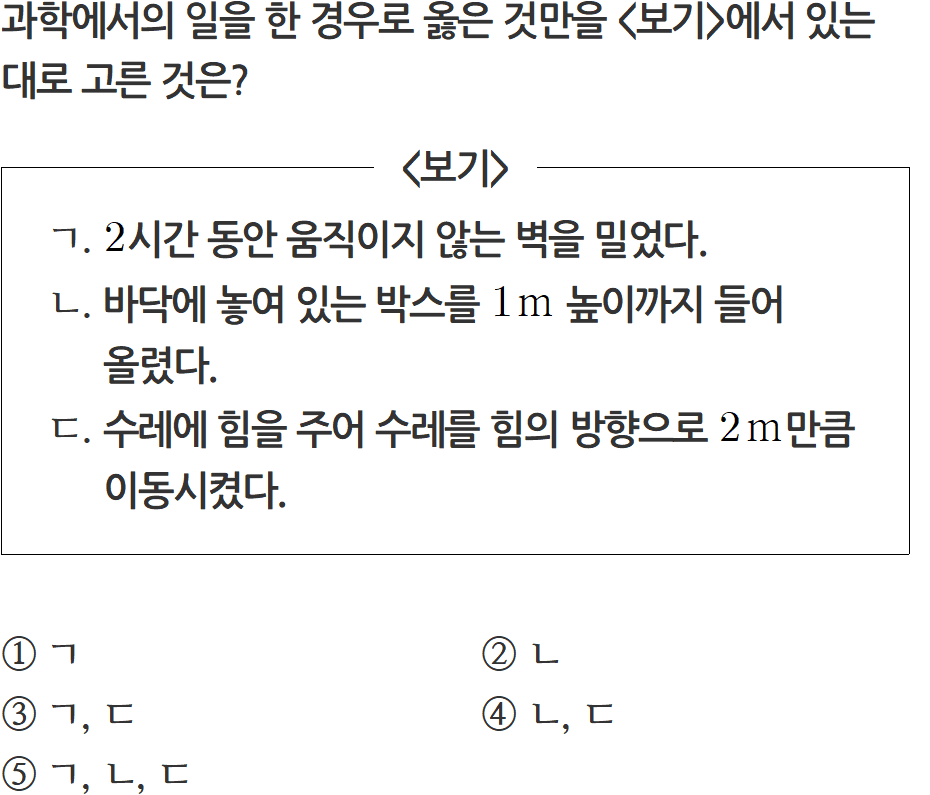 과학에서의 일을 한 경우로 옳은 것만을 <보기>에서 있는
대로 고른 것은?
<보기>
ㄱ. 2시간 동안 움직이지 않는 벽을 밀었다.
ㄴ. 바닥에 놓여 있는 박스를 1m 높이까지 들어
올렸다.
ㄷ. 수레에 힘을 주어 수레를 힘의 방향으로 2m만큼
이동시켰다.
① ㄱ ② ㄴ
③ ㄱ, ㄷ ④ ㄴ, ㄷ
⑤ ㄱ, ㄴ, ㄷ